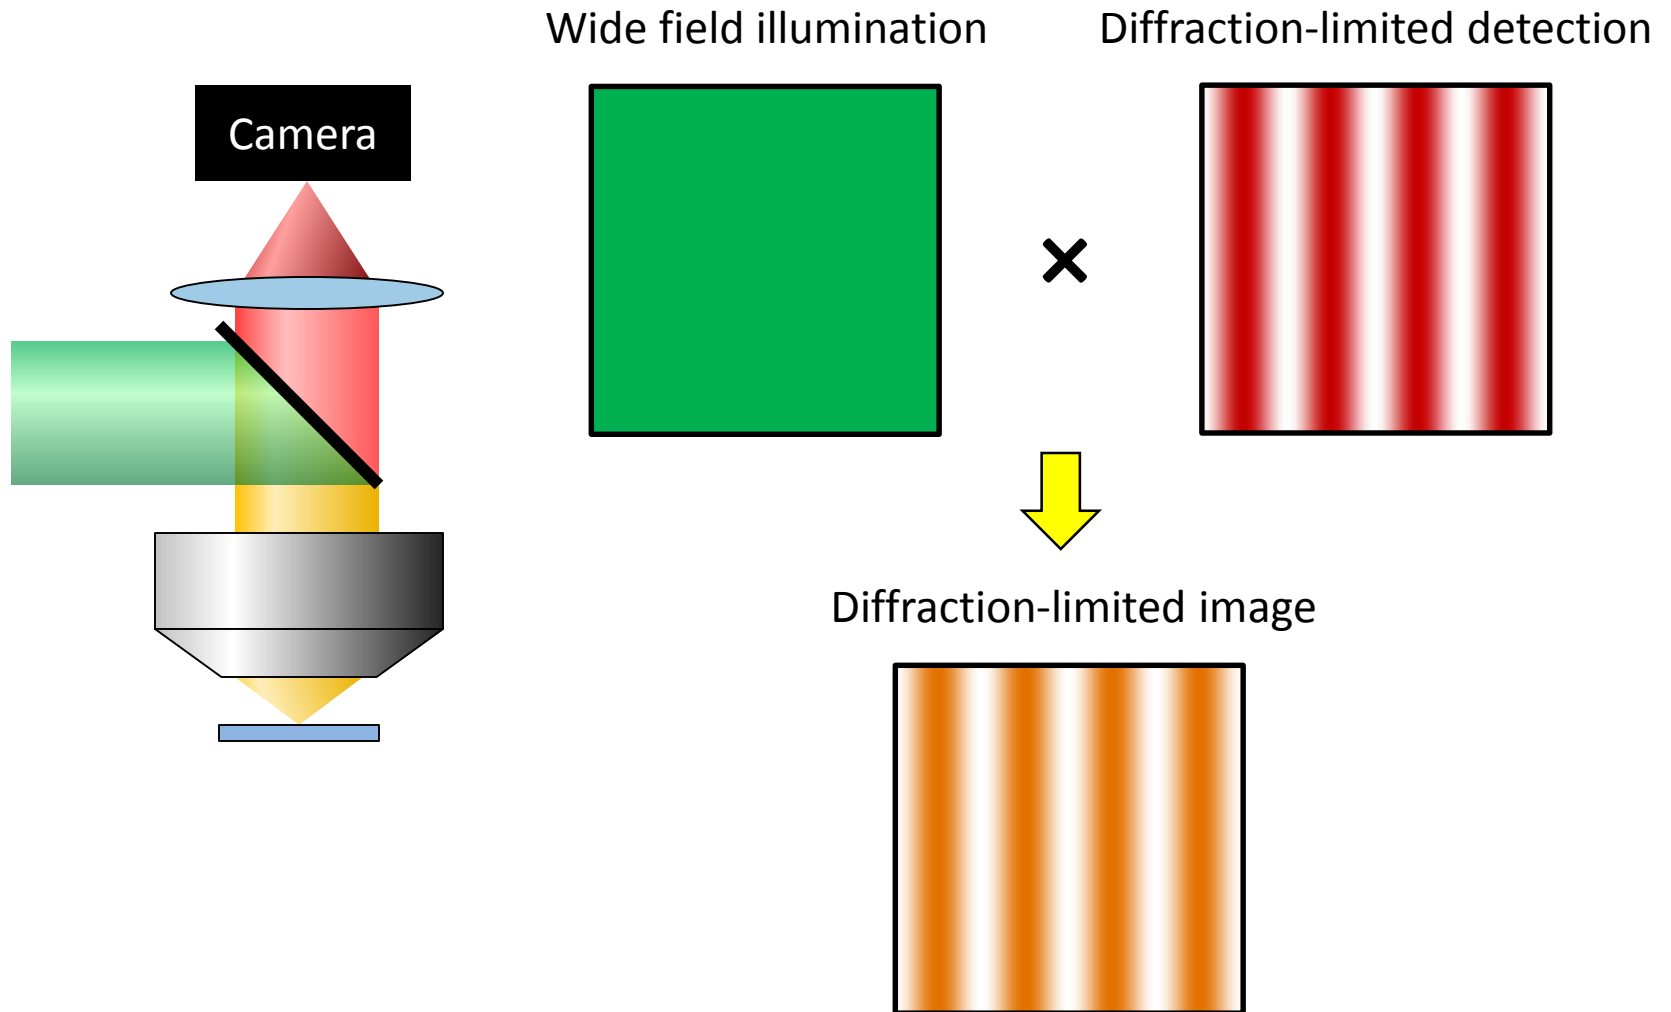 Wide field illumination
Diffraction-limited detection
Camera
Diffraction-limited image